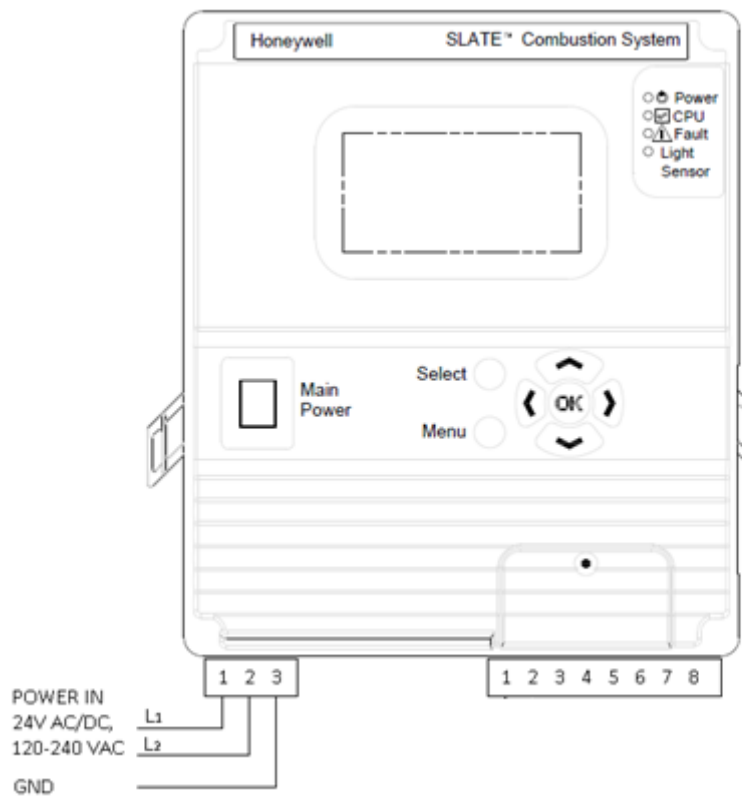 Honeywell SLATE™ Combustion System
Power
CPU
Fault
Light
Sensor
Main
Power
Select
Menu
OK
1 2 3
1 2 3 4 5 6 7 8
POWER IN
24V AC/DC,
120-240 VAC
L1
L2
GND